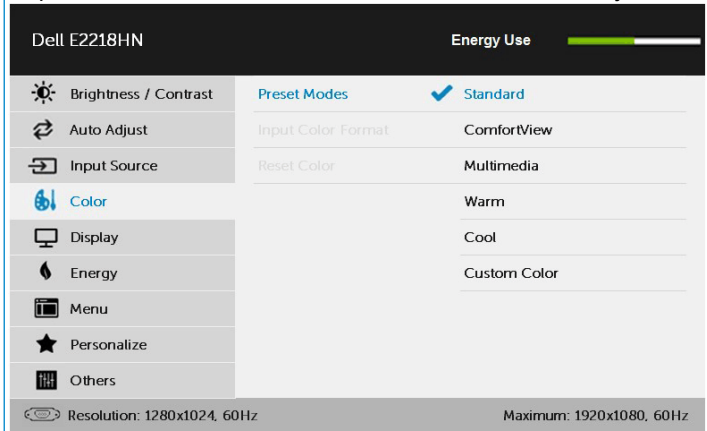 Dell E2218HN Energy Use
Brightness / Contrast Preset Modes Standard
Auto Adjust Input Color Format ComfortView
Input Source Reset Color Multimedia
Color Warm
Display Cool
Energy Custom Color
Menu
Personalize
Others
Resolution: 1280x1024, 60Hz Maximum: 1920x1080, 60Hz